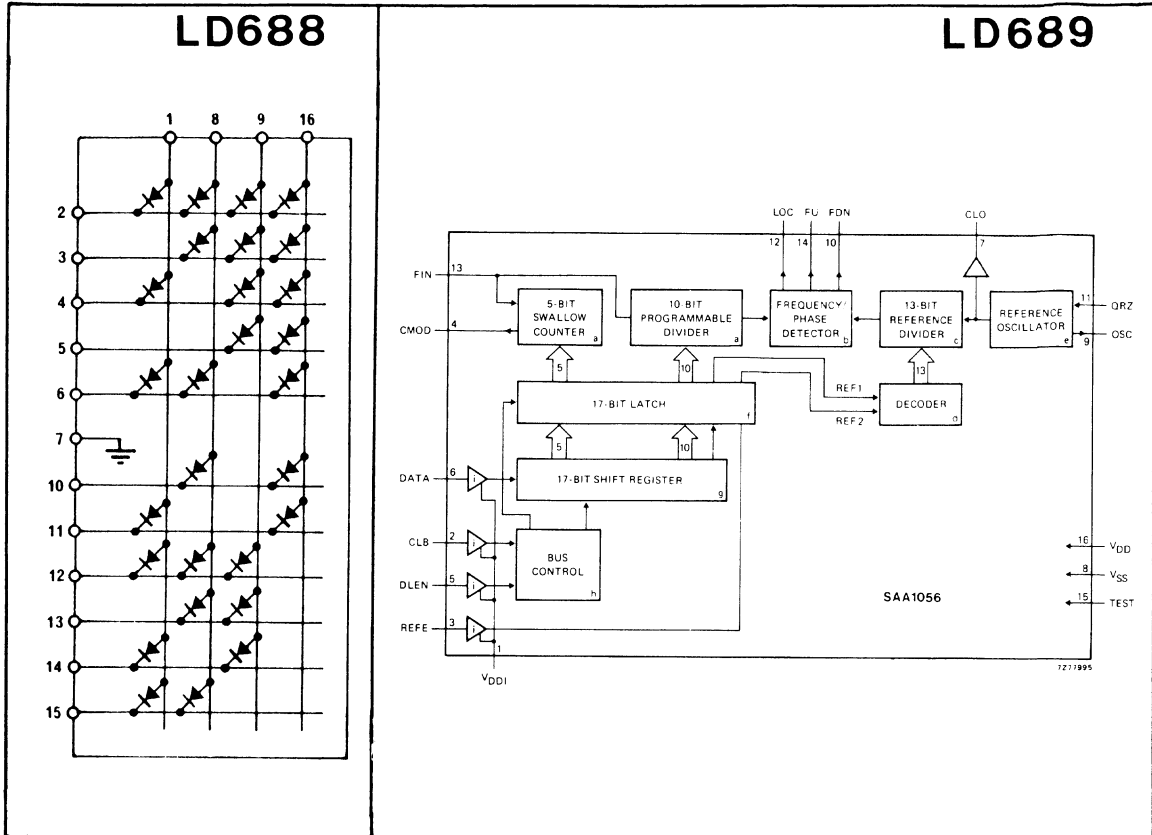 LD688
1 8 9 16
2
3
4
5
6
7
10
11
12
13
14
15
LD689
LOC FU FDN CLO
12 14 10 7
FIN 13
CMOD 4
5-BIT
SWALLOW
COUNTER
a
10-BIT
PROGRAMMABLE
DIVIDER
a
FREQUENCY/
PHASE
DETECTOR
b
13-BIT
REFERENCE
DIVIDER
c
REFERENCE
OSCILLATOR
e
11 QRZ
9 OSC
5 10 13
17-BIT LATCH
f
REF1
REF2
DECODER
d
5 10
DATA 6 i
17-BIT SHIFT REGISTER
g
CLB 2 i
DLEN 5 i
BUS
CONTROL
h
REFE 3 i
1
VDDI
16 VDD
8 VSS
15 TEST
SAA1056
7Z77995